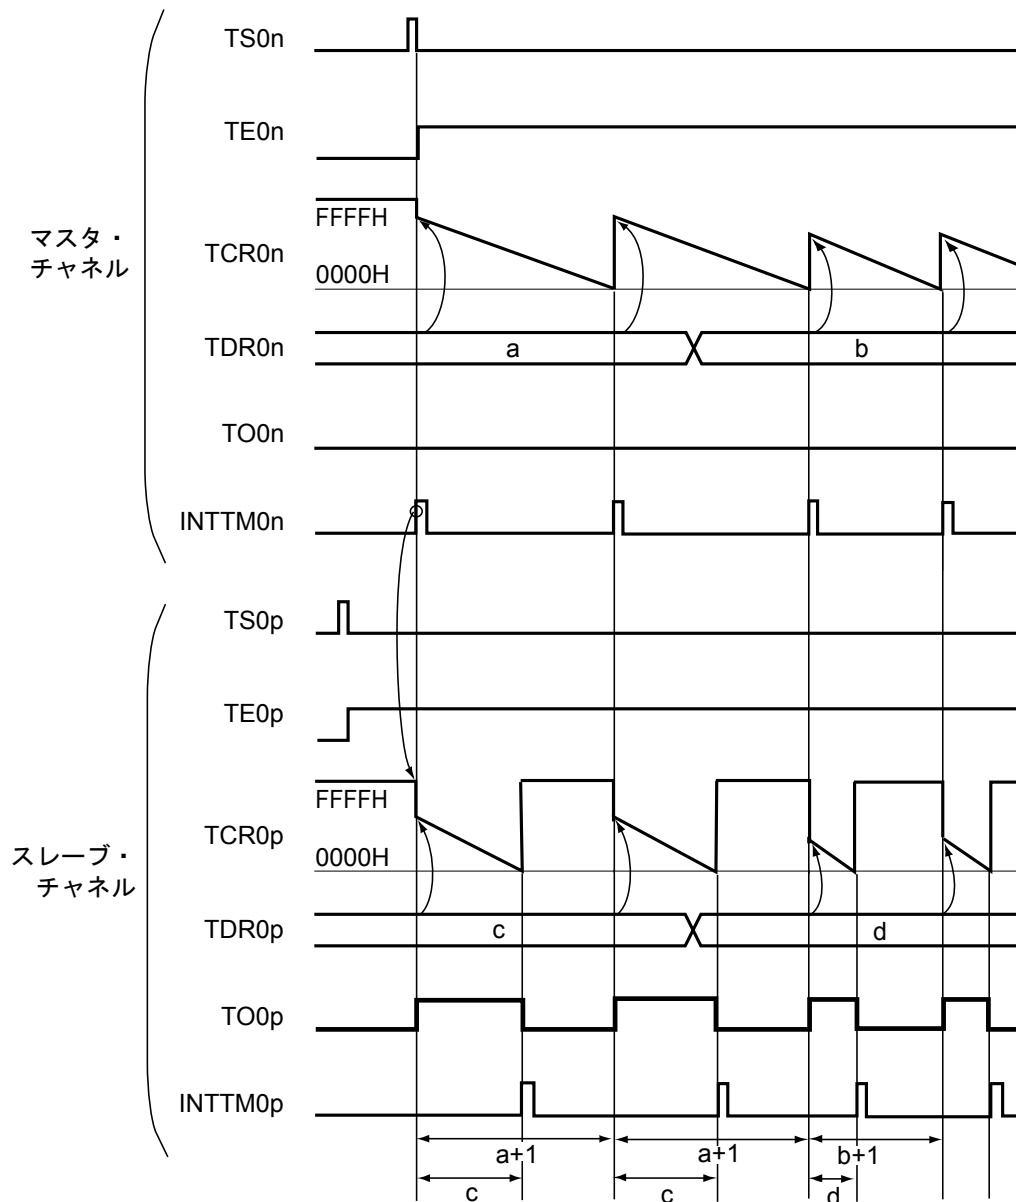 TS0n
TE0n
FFFFH
マスタ・
チャネル
TCR0n
0000H
TDR0n
a
b
TO0n
INTTM0n
TS0p
TE0p
FFFFH
TCR0p
スレーブ・
チャネル
0000H
TDR0p
c
d
TO0p
INTTM0p
a+1
a+1
b+1
c
c
d